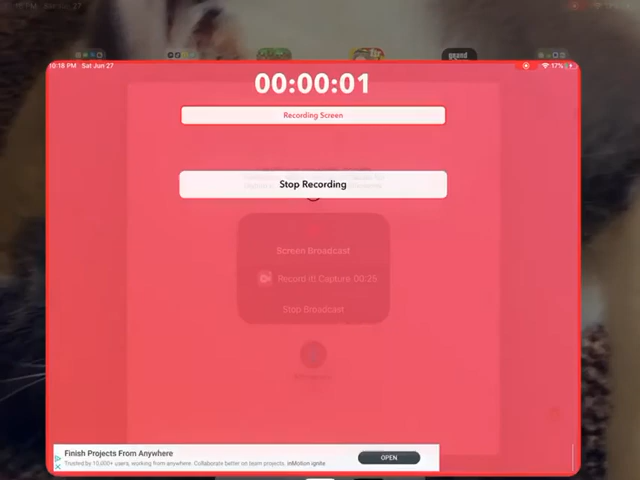 10:18 PM Sat Jun 27
17%
00:00:01
Recording Screen
Stop Recording
Screen Broadcast
Record it! Capture 00:25
Stop Broadcast
Finish Projects From Anywhere
Trusted by 10,000+ users, working from anywhere. Collaborate better on team projects. inMotion ignite
OPEN